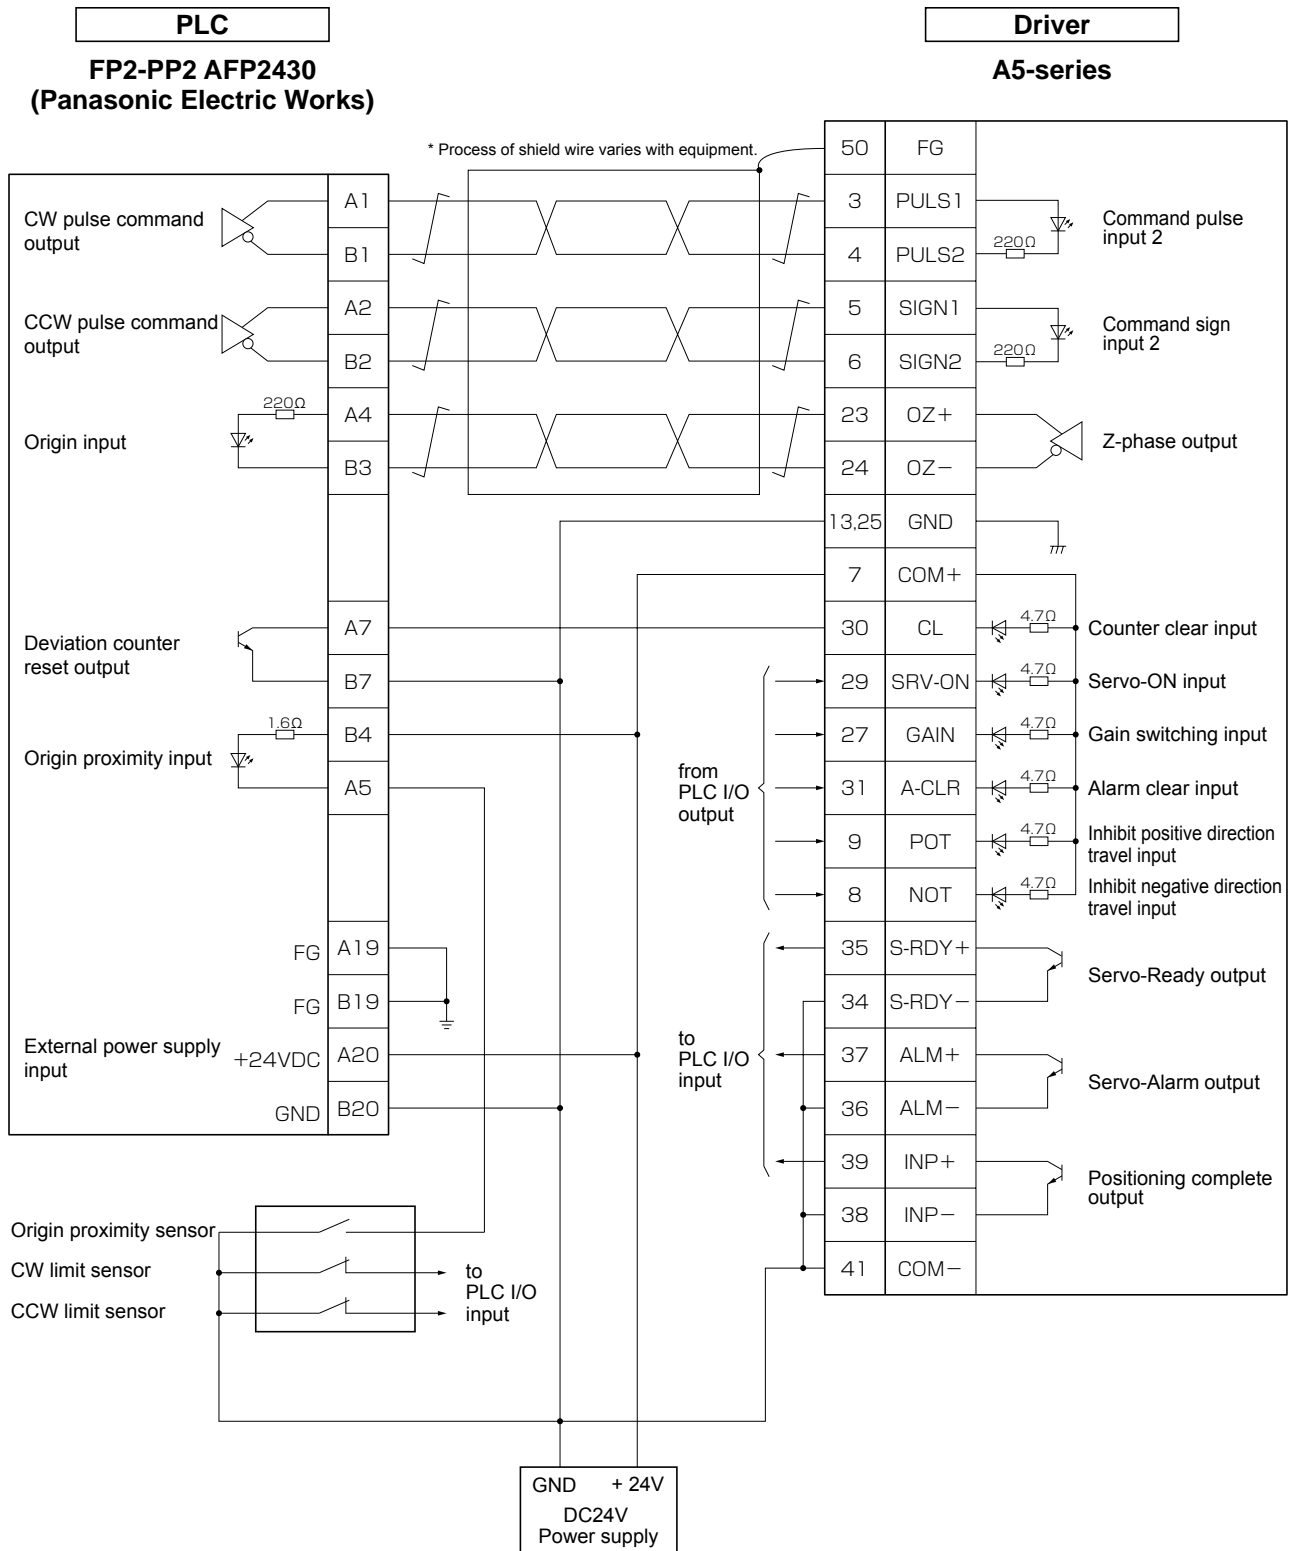 PLC
Driver
FP2-PP2 AFP2430
(Panasonic Electric Works)
A5-series
* Process of shield wire varies with equipment.
CW pulse command
output
A1
B1
CCW pulse command
output
A2
B2
Origin input
220Ω
A4
B3
Deviation counter
reset output
A7
B7
Origin proximity input
1.6Ω
B4
A5
FG
A19
FG
B19
External power supply
input
+24VDC
A20
GND
B20
50 FG
3 PULS1
4 PULS2
220Ω
Command pulse
input 2
5 SIGN1
6 SIGN2
220Ω
Command sign
input 2
23 OZ+
24 OZ−
Z-phase output
13,25 GND
7 COM+
30 CL
4.7Ω
Counter clear input
29 SRV-ON
4.7Ω
Servo-ON input
27 GAIN
4.7Ω
Gain switching input
31 A-CLR
4.7Ω
Alarm clear input
9 POT
4.7Ω
Inhibit positive direction
travel input
8 NOT
4.7Ω
Inhibit negative direction
travel input
from
PLC I/O
output
35 S-RDY+
34 S-RDY−
Servo-Ready output
37 ALM+
36 ALM−
Servo-Alarm output
39 INP+
38 INP−
Positioning complete
output
41 COM−
to
PLC I/O
input
Origin proximity sensor
CW limit sensor
CCW limit sensor
to
PLC I/O
input
GND + 24V
DC24V
Power supply